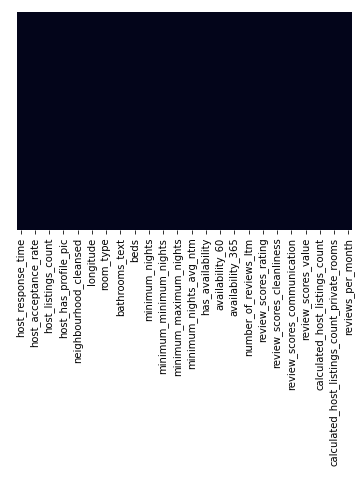 host_response_time
host_acceptance_rate
host_listings_count
host_has_profile_pic
neighbourhood_cleansed
longitude
room_type
bathrooms_text
beds
minimum_nights
minimum_minimum_nights
maximum_maximum_nights
minimum_nights_avg_ntm
has_availability
availability_60
availability_365
number_of_reviews_ltm
review_scores_rating
review_scores_cleanliness
review_scores_communication
review_scores_value
calculated_host_listings_count
calculated_host_listings_count_private_rooms
reviews_per_month